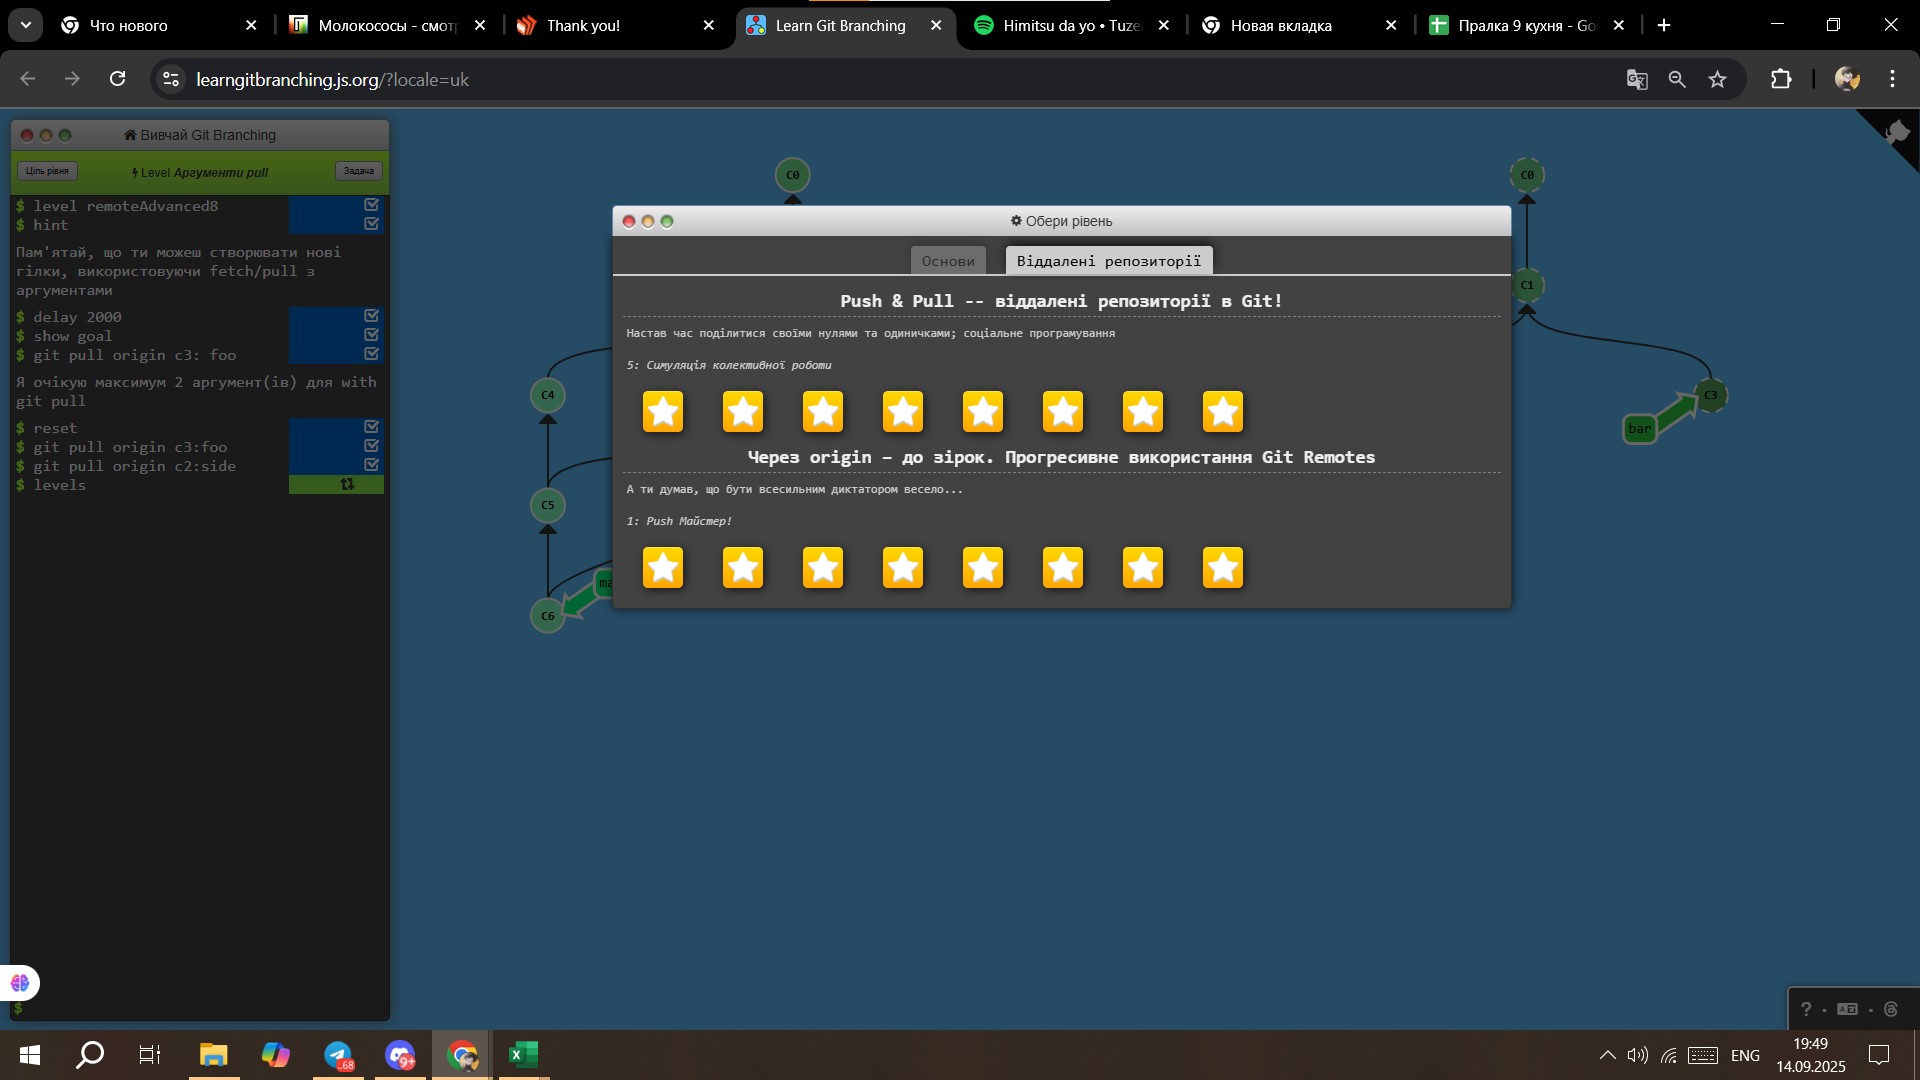 Что нового
Молокососы - смотр
Thank you!
Learn Git Branching
Himitsu da yo • Tuze
Новая вкладка
Пралка 9 кухня - Go
learngitbranching.js.org/?locale=uk
Вивчай Git Branching
Ціль рівня
Level Аргументи pull
Задача
$ level remoteAdvanced8
$ hint
Пам'ятай, що ти можеш створювати нові
гілки, використовуючи fetch/pull з
аргументами
$ delay 2000
$ show goal
$ git pull origin c3: foo
Я очікую максимум 2 аргумент(ів) для with
git pull
$ reset
$ git pull origin c3:foo
$ git pull origin c2:side
$ levels
$
C0
C4
C5
C6
ma
C0
C1
C3
bar
Обери рівень
Основи
Віддалені репозиторії
Push & Pull -- віддалені репозиторії в Git!
Настав час поділитися своїми нулями та одиничками; соціальне програмування
5: Симуляція колективної роботи
Через origin – до зірок. Прогресивне використання Git Remotes
А ти думав, що бути всесильним диктатором весело...
1: Push Майстер!
?
..68
9+
ENG
19:49
14.09.2025